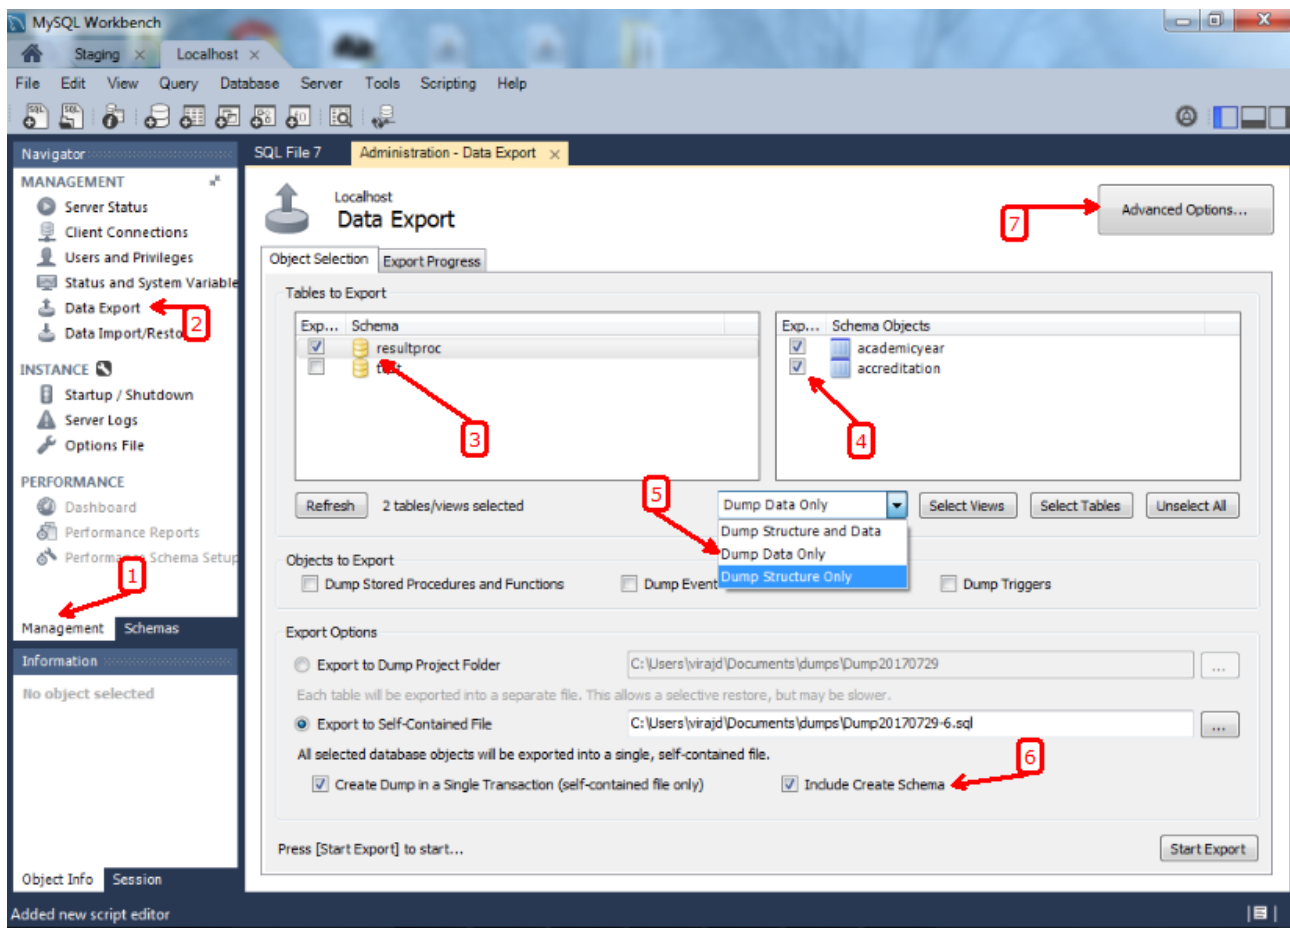 MySQL Workbench
Staging
Localhost
File Edit View Query Database Server Tools Scripting Help
Navigator
SQL File 7
Administration - Data Export
MANAGEMENT
Server Status
Client Connections
Users and Privileges
Status and System Variable
Data Export
2
Data Import/Resto
INSTANCE
Startup / Shutdown
Server Logs
Options File
PERFORMANCE
Dashboard
Performance Reports
Performance Schema Setup
1
Management Schemas
Information
No object selected
Object Info Session
Localhost
Data Export
7
Advanced Options...
Object Selection Export Progress
Tables to Export
Exp... Schema
resultproc
3
Exp... Schema Objects
academicyear
accreditation
4
Refresh 2 tables/views selected
5
Dump Data Only
Select Views Select Tables Unselect All
Dump Structure and Data
Dump Data Only
Dump Structure Only
Objects to Export
Dump Stored Procedures and Functions
Dump Event
Dump Triggers
Export Options
Export to Dump Project Folder
C:\Users\virajd\Documents\dumps\Dump20170729
...
Each table will be exported into a separate file. This allows a selective restore, but may be slower.
Export to Self-Contained File
C:\Users\virajd\Documents\dumps\Dump20170729-6.sql
...
All selected database objects will be exported into a single, self-contained file.
6
Create Dump in a Single Transaction (self-contained file only)
Include Create Schema
Press [Start Export] to start...
Start Export
Added new script editor